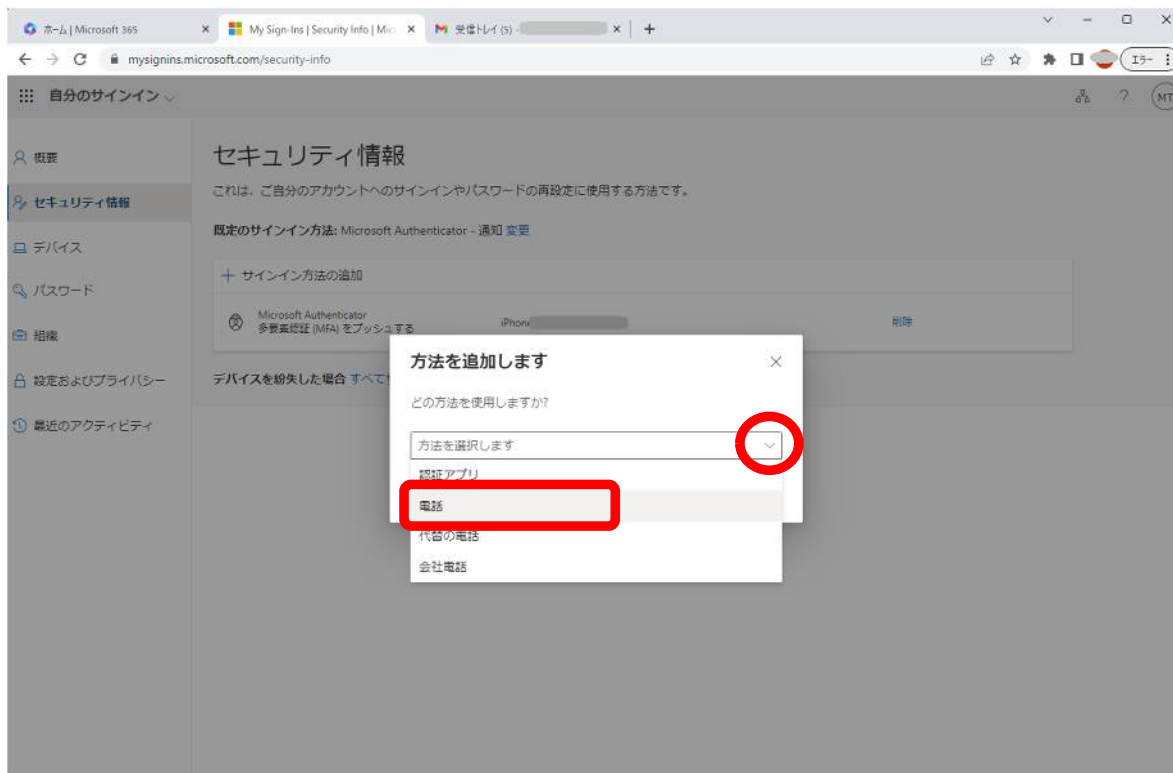 ホーム | Microsoft 365
My Sign-Ins | Security Info | Mic
受信トレイ (5) -
mysignins.microsoft.com/security-info
エラー
自分のサインイン
MT
概要
セキュリティ情報
デバイス
パスワード
組織
設定およびプライバシー
最近のアクティビティ
セキュリティ情報
これは、ご自分のアカウントへのサインインやパスワードの再設定に使用する方法です。
既定のサインイン方法: Microsoft Authenticator - 通知 変更
+ サインイン方法の追加
Microsoft Authenticator
多要素認証 (MFA) をプッシュする
iPhone
削除
デバイスを紛失した場合 すべて
方法を追加します
どの方法を使用しますか?
方法を選択します
認証アプリ
電話
代替の電話
会社電話